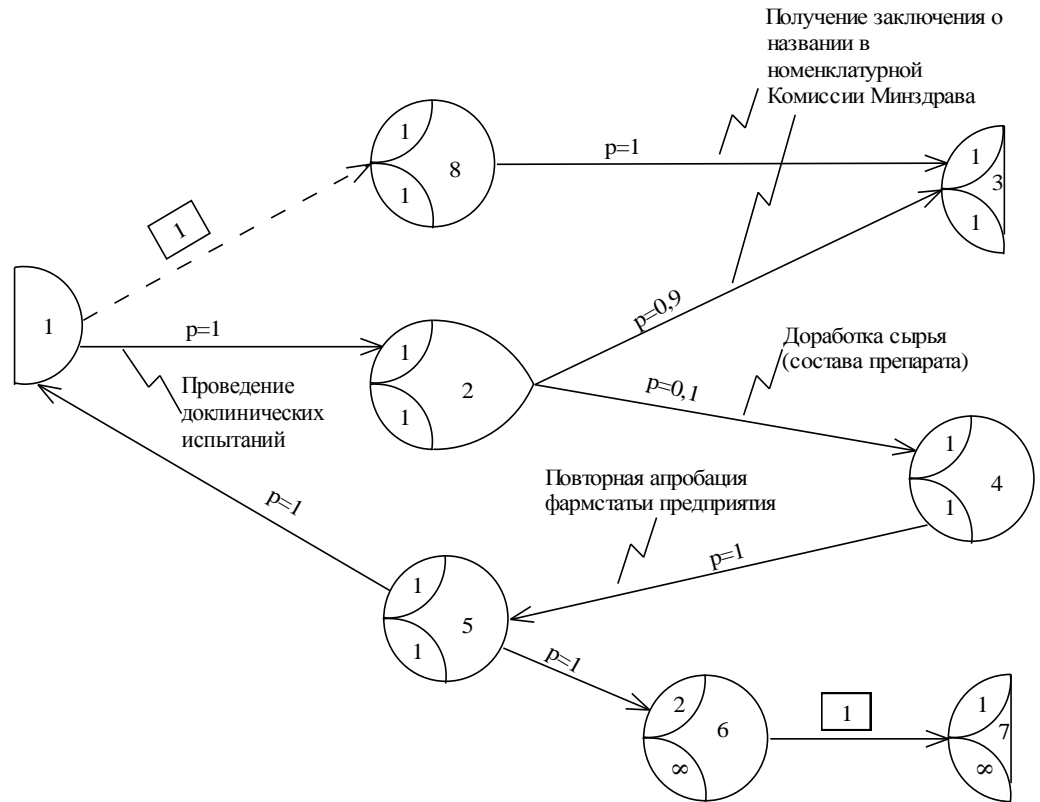 Получение заключения о
названии в
номенклатурной
Комиссии Минздрава
1
8
1
p=1
1
3
1
1
1
p=1
Проведение
доклинических
испытаний
1
2
1
p=0,9
Доработка сырья
(состава препарата)
p=0,1
1
4
1
Повторная апробация
фармстатьи предприятия
p=1
p=1
1
5
1
p=1
2
6
∞
1
1
7
∞